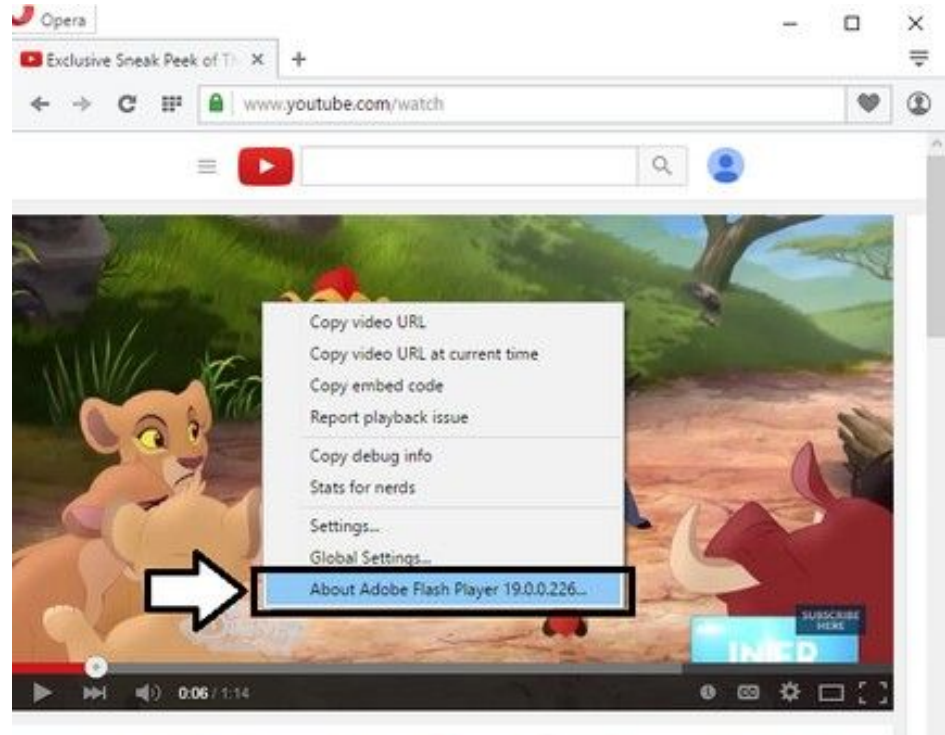 Opera
Exclusive Sneak Peek of Th
www.youtube.com/watch
Copy video URL
Copy video URL at current time
Copy embed code
Report playback issue
Copy debug info
Stats for nerds
Settings...
Global Settings...
About Adobe Flash Player 19.0.0.226...
SUBSCRIBE
HERE
0:06 / 1:14
CC